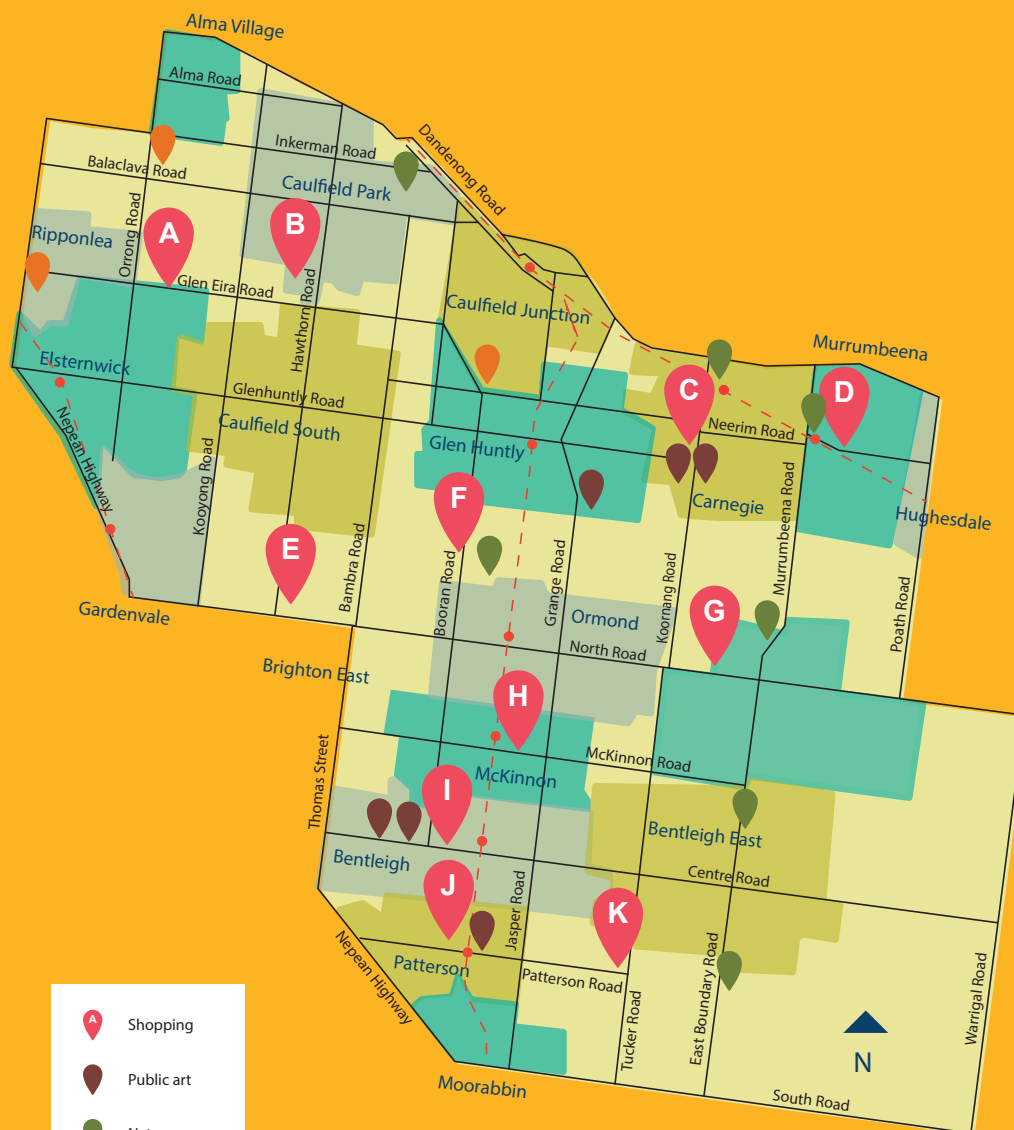 Alma Village
Alma Road
Dandenong Road
Inkerman Road
Balaclava Road
Caulfield Park
Orrong Road
A
B
Ripponlea
Glen Eira Road
Hawthorn Road
Caulfield Junction
Murrumbeena
Elsternwick
C
D
Glenhuntly Road
Nepean Highway
Caulfield South
Neerim Road
Glen Huntly
Kooyong Road
F
Carnegie
Murrumbeena Road
Hughesdale
E
Bambra Road
Booran Road
Grange Road
Koornang Road
Poath Road
Gardenvale
Ormond
G
North Road
Brighton East
H
Thomas Street
McKinnon Road
McKinnon
I
Bentleigh East
Bentleigh
Centre Road
J
Jasper Road
K
Nepean Highway
Patterson
Patterson Road
East Boundary Road
Warrigal Road
Tucker Road
N
Moorabbin
South Road
A
Shopping
Public art